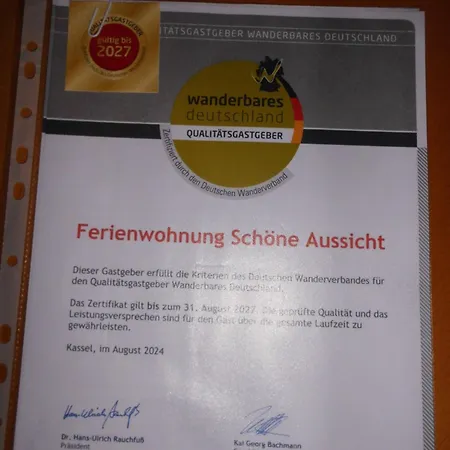 QUALITÄTSGASTGEBER WANDERBARES DEUTSCHLAND
gültig bis
2027
wanderbares
deutschland
QUALITÄTSGASTGEBER
Zertifiziert durch den Deutschen Wanderverband
Ferienwohnung Schöne Aussicht
Dieser Gastgeber erfüllt die Kriterien des Deutschen Wanderverbandes für
den Qualitätsgastgeber Wanderbares Deutschland.
Das Zertifikat gilt bis zum 31. August 2027. Die geprüfte Qualität und das
Leistungsversprechen sind für den Gast über die gesamte Laufzeit zu
gewährleisten.
Kassel, im August 2024
Dr. Hans-Ulrich Rauchfuß
Präsident
Kai Georg Bachmann